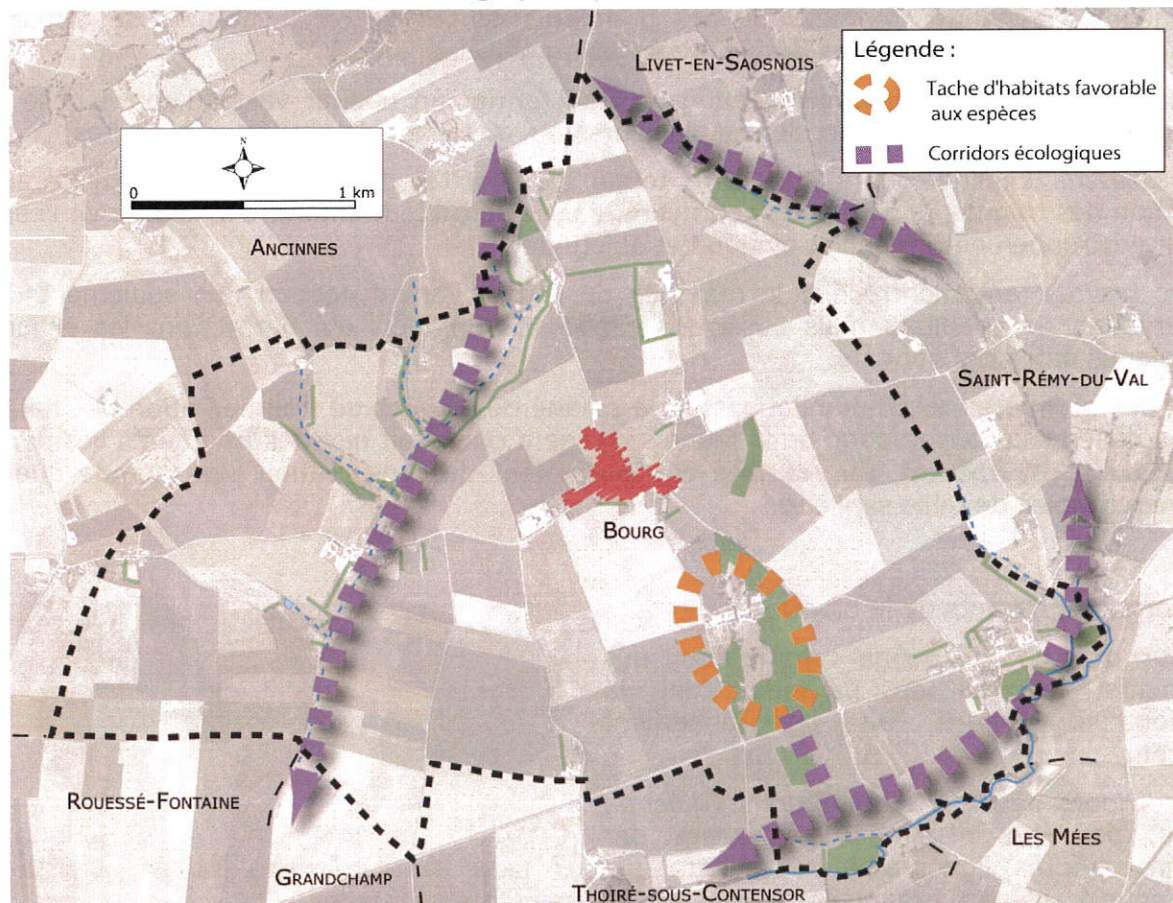 LIVET-EN-SAOSNOIS
Légende :
Tache d'habitats favorable
aux espèces
Corridors écologiques
N
0 1 km
ANCINNES
SAINT-RÉMY-DU-VAL
BOURG
ROUESSÉ-FONTAINE
GRANDCHAMP
LES MÉES
THOIRÉ-SOUS-CONTENSOR